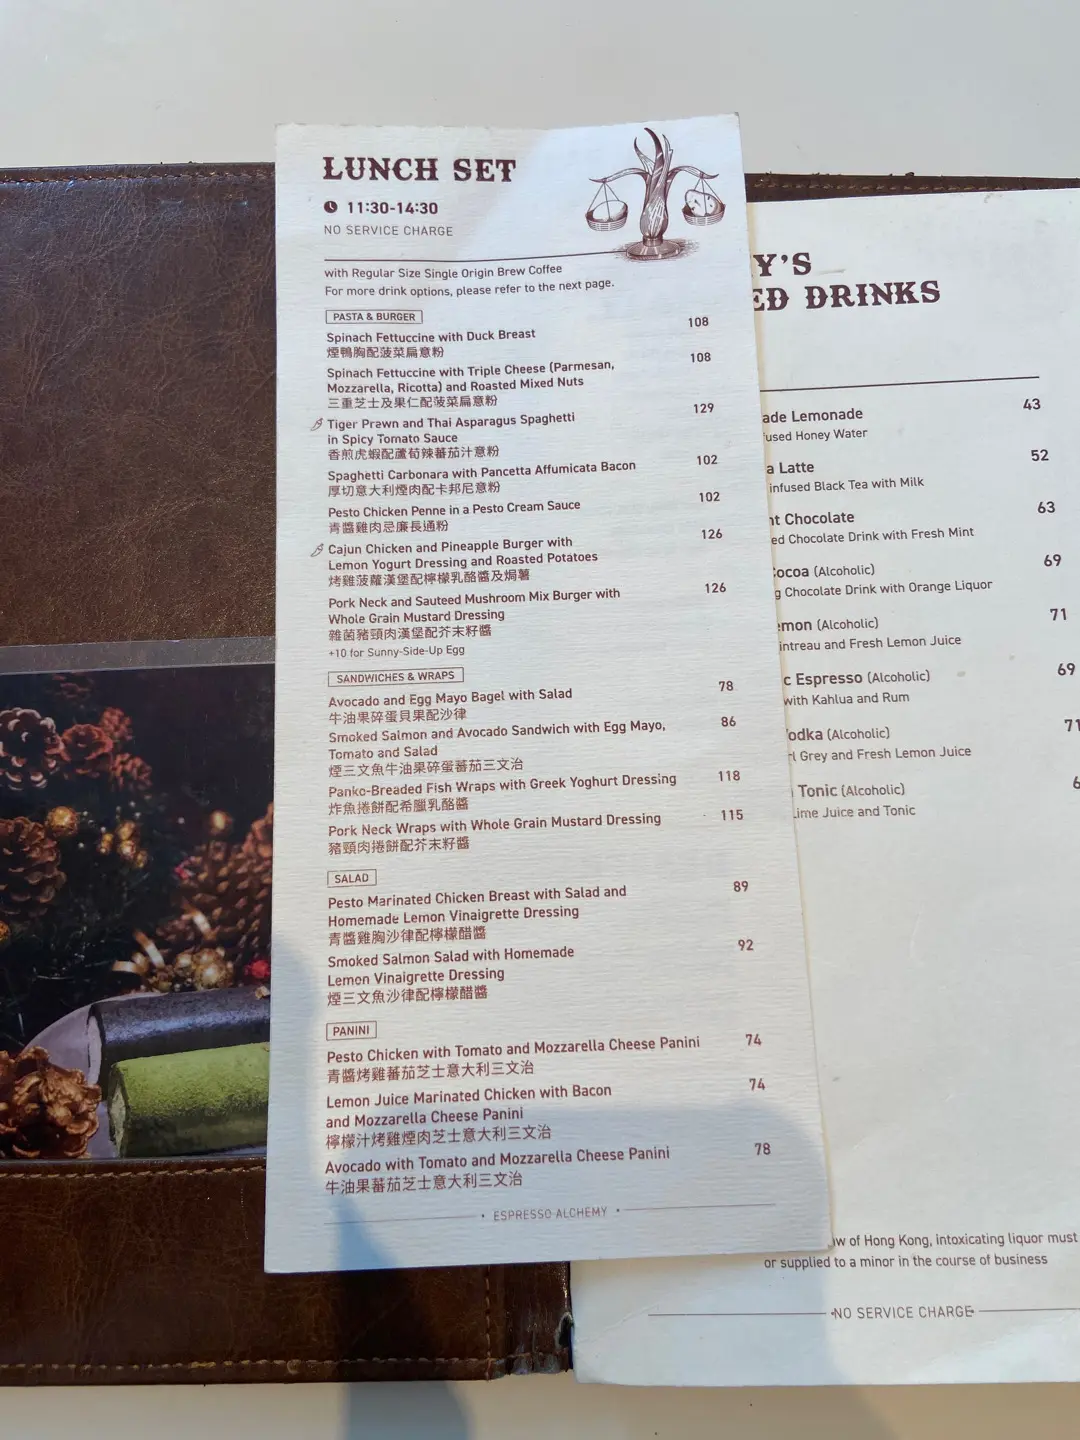 LUNCH SET
11:30-14:30
NO SERVICE CHARGE
with Regular Size Single Origin Brew Coffee
For more drink options, please refer to the next page.
PASTA & BURGER
Spinach Fettuccine with Duck Breast 108
煙鴨胸配菠菜扁意粉
Spinach Fettuccine with Triple Cheese (Parmesan, 108
Mozzarella, Ricotta) and Roasted Mixed Nuts
三重芝士及果仁配菠菜扁意粉
Tiger Prawn and Thai Asparagus Spaghetti 129
in Spicy Tomato Sauce
香煎虎蝦配蘆荀辣蕃茄汁意粉
Spaghetti Carbonara with Pancetta Affumicata Bacon 102
厚切意大利煙肉配卡邦尼意粉
Pesto Chicken Penne in a Pesto Cream Sauce 102
青醬雞肉忌廉長通粉
Cajun Chicken and Pineapple Burger with 126
Lemon Yogurt Dressing and Roasted Potatoes
烤雞菠蘿漢堡配檸檬乳酪醬及焗薯
Pork Neck and Sauteed Mushroom Mix Burger with 126
Whole Grain Mustard Dressing
雜菌豬頸肉漢堡配芥末籽醬
+10 for Sunny-Side-Up Egg
SANDWICHES & WRAPS
Avocado and Egg Mayo Bagel with Salad 78
牛油果碎蛋貝果配沙律
Smoked Salmon and Avocado Sandwich with Egg Mayo, 86
Tomato and Salad
煙三文魚牛油果碎蛋蕃茄三文治
Panko-Breaded Fish Wraps with Greek Yoghurt Dressing 118
炸魚捲餅配希臘乳酪醬
Pork Neck Wraps with Whole Grain Mustard Dressing 115
豬頸肉捲餅配芥末籽醬
SALAD
Pesto Marinated Chicken Breast with Salad and 89
Homemade Lemon Vinaigrette Dressing
青醬雞胸沙律配檸檬醋醬
Smoked Salmon Salad with Homemade 92
Lemon Vinaigrette Dressing
煙三文魚沙律配檸檬醋醬
PANINI
Pesto Chicken with Tomato and Mozzarella Cheese Panini 74
青醬烤雞蕃茄芝士意大利三文治
Lemon Juice Marinated Chicken with Bacon 74
and Mozzarella Cheese Panini
檸檬汁烤雞煙肉芝士意大利三文治
Avocado with Tomato and Mozzarella Cheese Panini 78
牛油果蕃茄芝士意大利三文治
ESPRESSO ALCHEMY
Y'S
ED DRINKS
ade Lemonade 43
used Honey Water
a Latte 52
infused Black Tea with Milk
nt Chocolate 63
ed Chocolate Drink with Fresh Mint
ocoa (Alcoholic) 69
g Chocolate Drink with Orange Liquor
emon (Alcoholic) 71
intreau and Fresh Lemon Juice
c Espresso (Alcoholic) 69
with Kahlua and Rum
odka (Alcoholic) 71
rl Grey and Fresh Lemon Juice
Tonic (Alcoholic) 6
Lime Juice and Tonic
aw of Hong Kong, intoxicating liquor must
or supplied to a minor in the course of business
NO SERVICE CHARGE